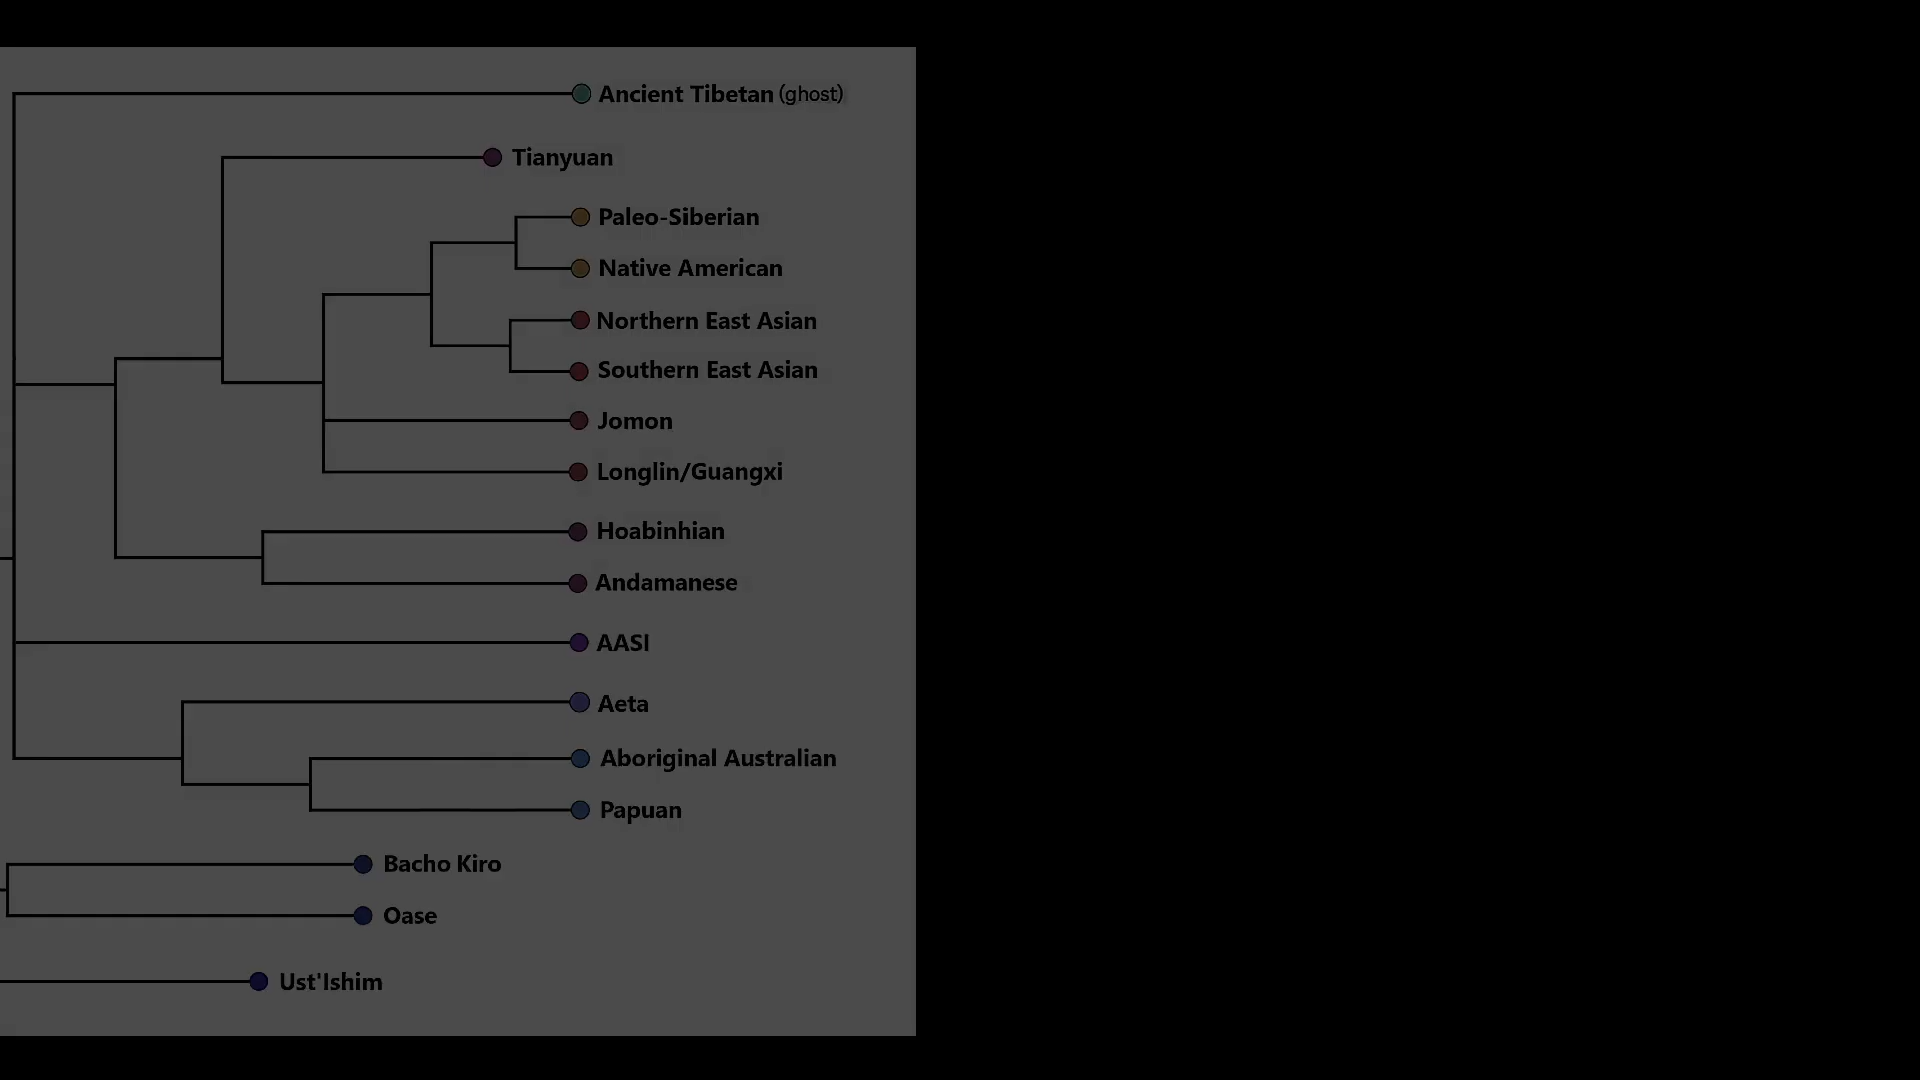 Ancient Tibetan (ghost)
Tianyuan
Paleo-Siberian
Native American
Northern East Asian
Southern East Asian
Jomon
Longlin/Guangxi
Hoabinhian
Andamanese
AASI
Aeta
Aboriginal Australian
Papuan
Bacho Kiro
Oase
Ust'Ishim